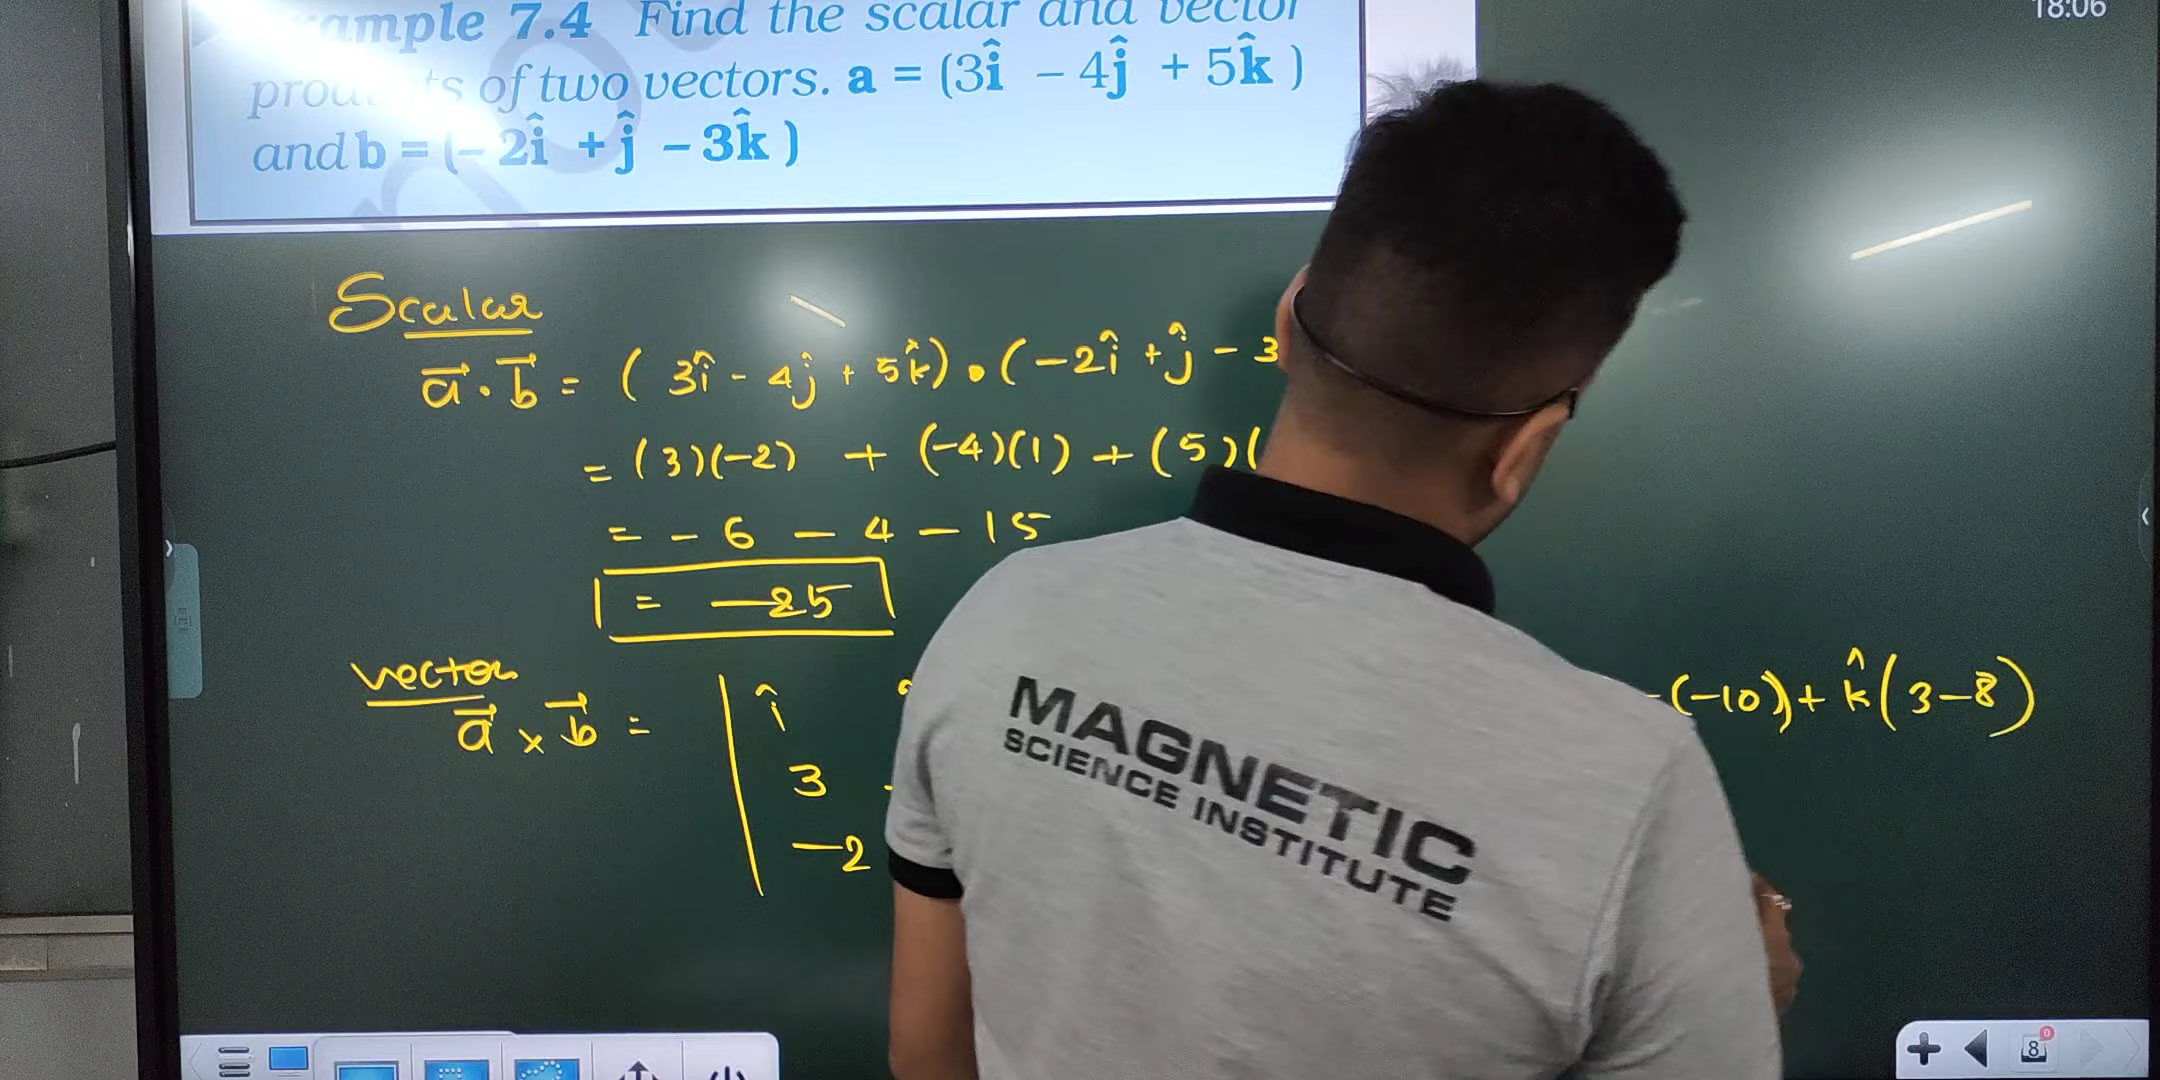 18:06
ample 7.4 Find the scalar and vector
of two vectors. a = (3î – 4ĵ + 5k̂ )
and b = (– 2î + ĵ – 3k̂ )
Scalar
a⃗ · b⃗ = ( 3î - 4ĵ + 5k̂ ) • ( -2î + ĵ - 3
= (3)(-2) + (-4)(1) + (5)(
= - 6 - 4 - 15
= -25
vector
a⃗ × b⃗ = | î
3
-2
-(-10)) + k̂ ( 3-8 )
MAGNETIC
SCIENCE INSTITUTE
8
0